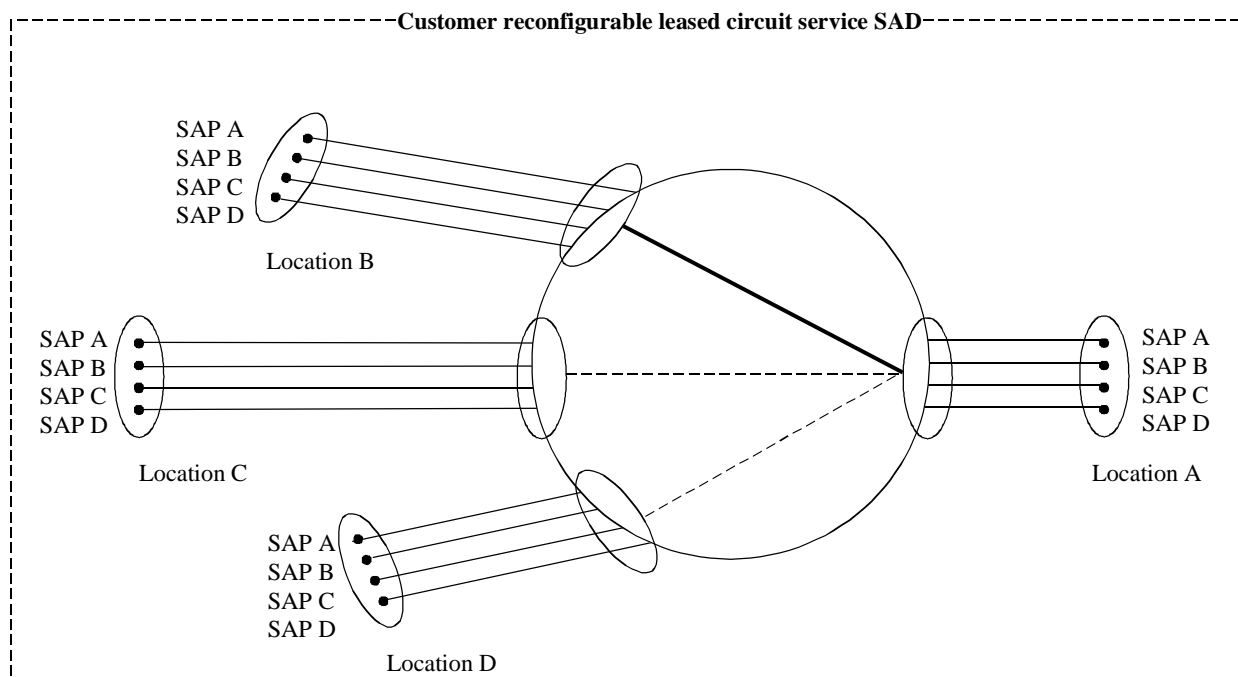 Customer reconfigurable leased circuit service SAD
SAP A
SAP B
SAP C
SAP D
Location B
SAP A
SAP B
SAP C
SAP D
Location C
SAP A
SAP B
SAP C
SAP D
Location A
SAP A
SAP B
SAP C
SAP D
Location D